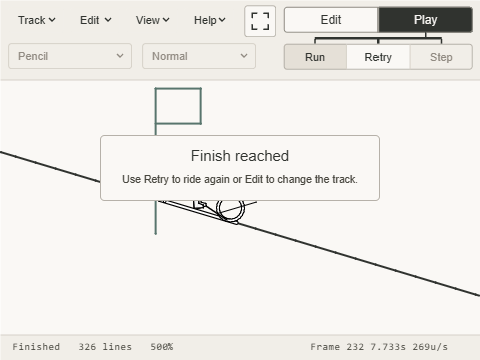 Track Edit View Help Edit Play
Pencil Normal Run Retry Step
Finish reached
Use Retry to ride again or Edit to change the track.
Finished 326 lines 500% Frame 232 7.733s 269u/s